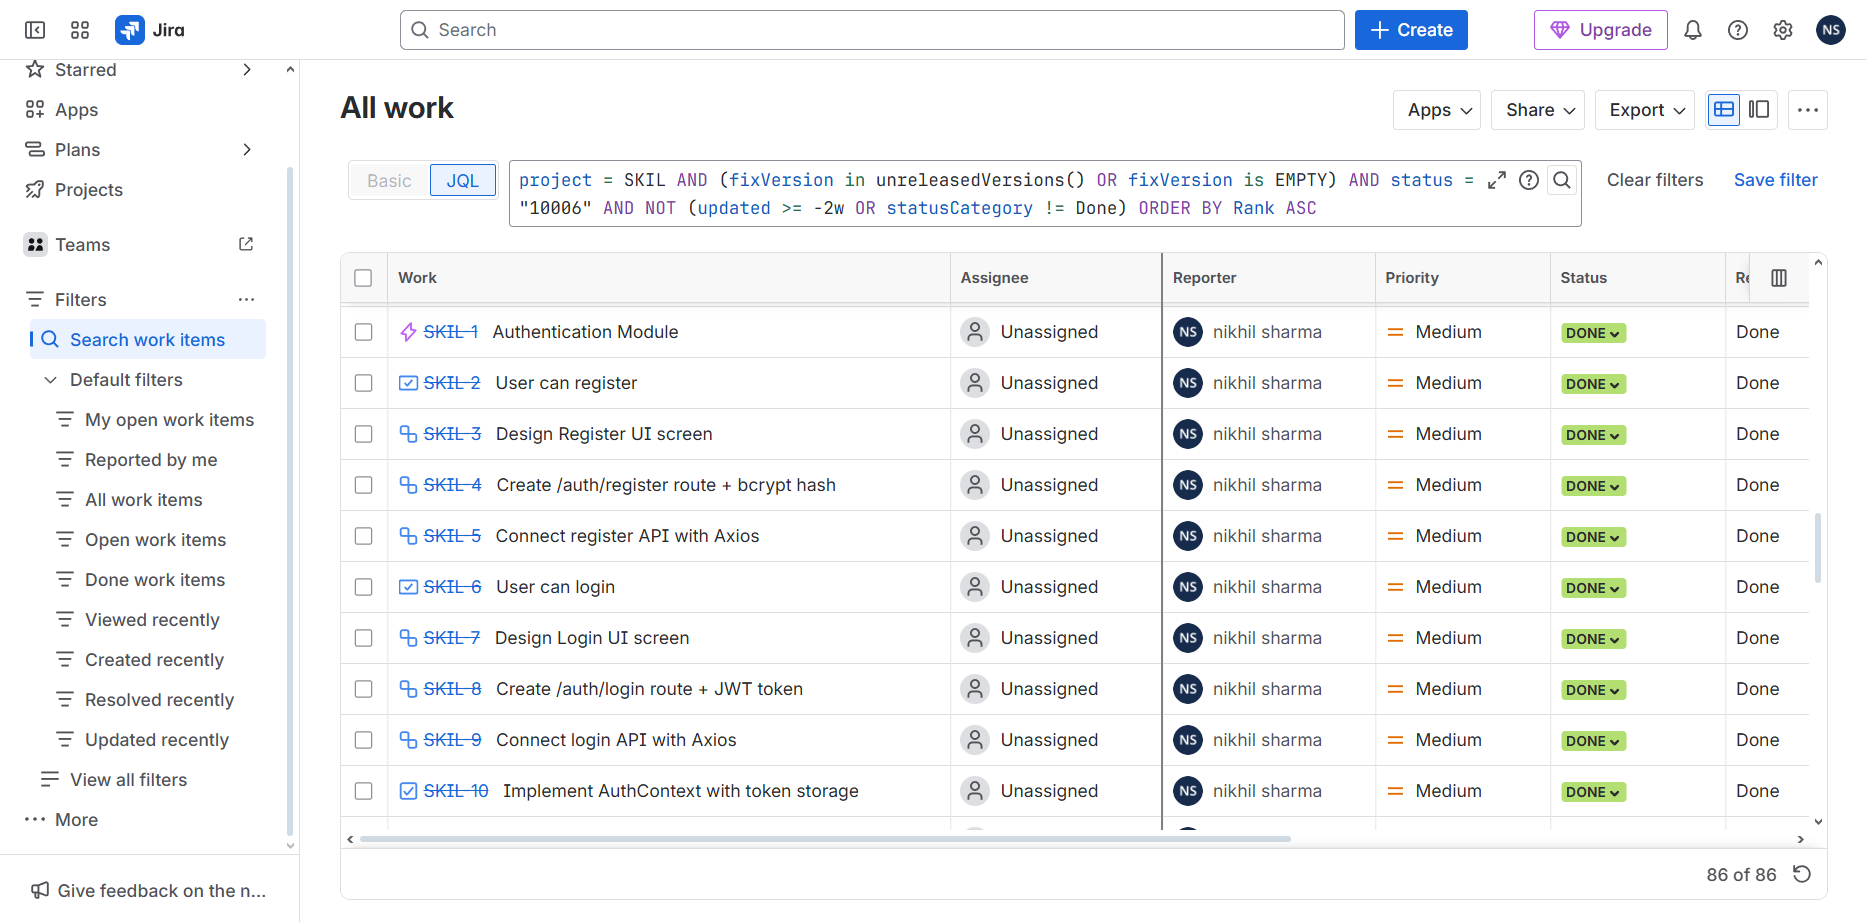 Jira
Search
Create
Upgrade
NS
Starred
Apps
Plans
Projects
Teams
Filters
Search work items
Default filters
My open work items
Reported by me
All work items
Open work items
Done work items
Viewed recently
Created recently
Resolved recently
Updated recently
View all filters
More
Give feedback on the n...
All work
Apps
Share
Export
Basic
JQL
project = SKIL AND (fixVersion in unreleasedVersions() OR fixVersion is EMPTY) AND status =
"10006" AND NOT (updated >= -2w OR statusCategory != Done) ORDER BY Rank ASC
Clear filters
Save filter
Work Assignee Reporter Priority Status Re
SKIL-1 Authentication Module Unassigned NS nikhil sharma Medium DONE Done
SKIL-2 User can register Unassigned NS nikhil sharma Medium DONE Done
SKIL-3 Design Register UI screen Unassigned NS nikhil sharma Medium DONE Done
SKIL-4 Create /auth/register route + bcrypt hash Unassigned NS nikhil sharma Medium DONE Done
SKIL-5 Connect register API with Axios Unassigned NS nikhil sharma Medium DONE Done
SKIL-6 User can login Unassigned NS nikhil sharma Medium DONE Done
SKIL-7 Design Login UI screen Unassigned NS nikhil sharma Medium DONE Done
SKIL-8 Create /auth/login route + JWT token Unassigned NS nikhil sharma Medium DONE Done
SKIL-9 Connect login API with Axios Unassigned NS nikhil sharma Medium DONE Done
SKIL-10 Implement AuthContext with token storage Unassigned NS nikhil sharma Medium DONE Done
86 of 86